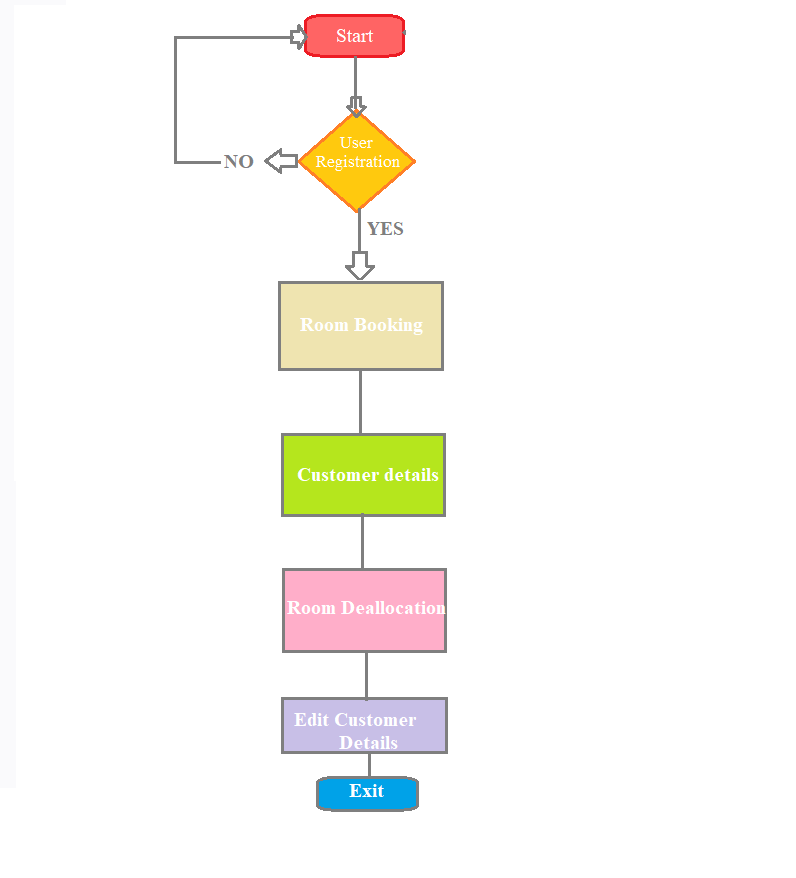 Start
User
Registration
NO
YES
Room Booking
Customer details
Room Deallocation
Edit Customer
Details
Exit